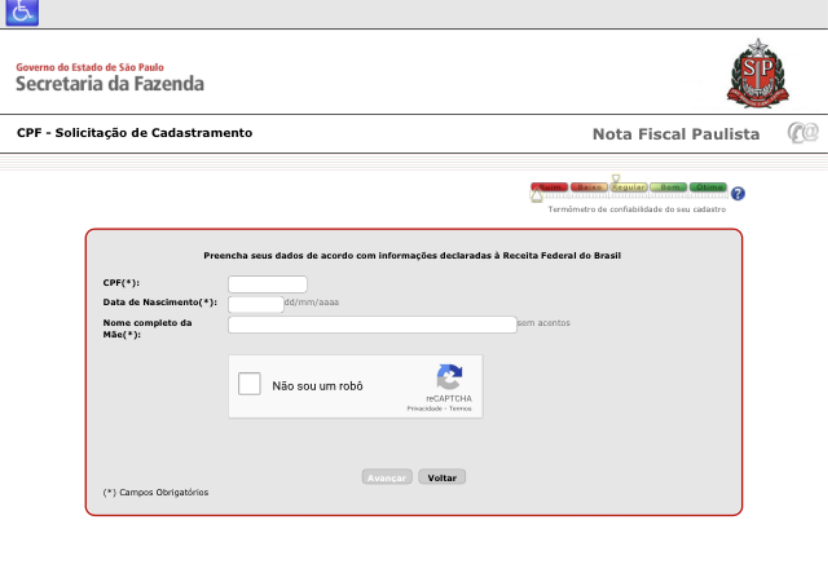 Governo do Estado de São Paulo
Secretaria da Fazenda
SP
CPF - Solicitação de Cadastramento
Nota Fiscal Paulista
Ruim Baixo Regular Bom Ótimo ?
Termômetro de confiabilidade do seu cadastro
Preencha seus dados de acordo com informações declaradas à Receita Federal do Brasil
CPF(*):
Data de Nascimento(*): dd/mm/aaaa
Nome completo da Mãe(*): sem acentos
Não sou um robô
reCAPTCHA
Privacidade - Termos
Avançar Voltar
(*) Campos Obrigatórios